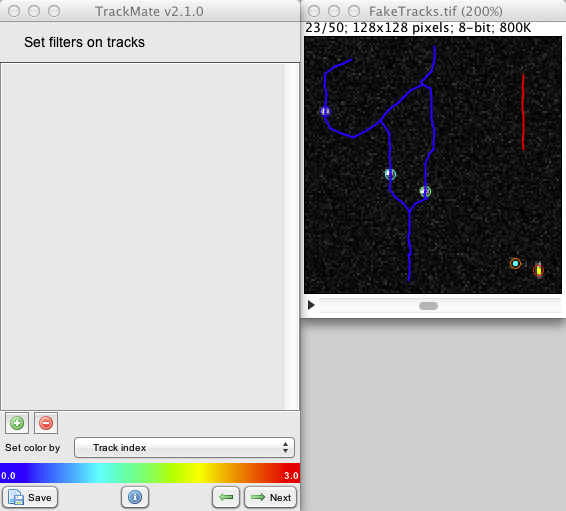 TrackMate v2.1.0
Set filters on tracks
Set color by
Track index
0.0
3.0
Save
Next
FakeTracks.tif (200%)
23/50; 128x128 pixels; 8-bit; 800K